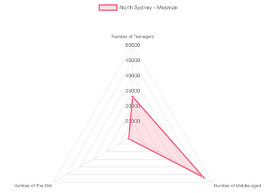 North Sydney - Mosman
Number of Teenagers
50000
45000
40000
35000
30000
25000
Number of The Old
Number of Middle-aged